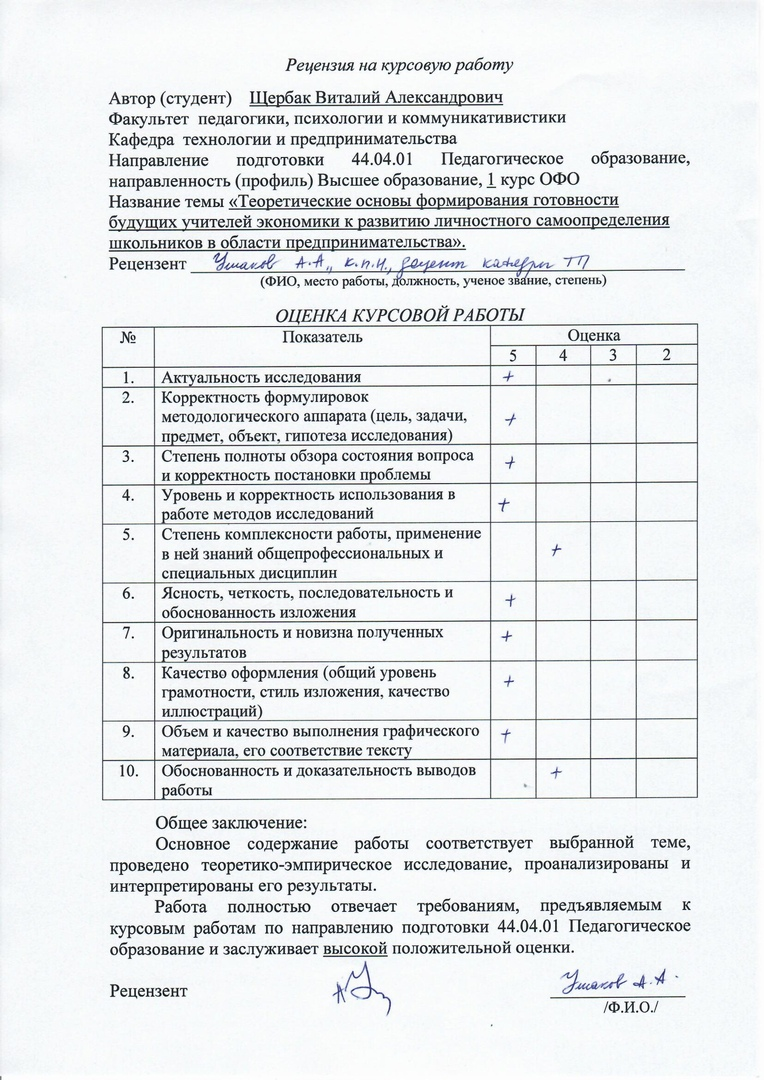 Рецензия на курсовую работу
Автор (студент) Щербак Виталий Александрович
Факультет педагогики, психологии и коммуникативистики
Кафедра технологии и предпринимательства
Направление подготовки 44.04.01 Педагогическое образование,
направленность (профиль) Высшее образование, 1 курс ОФО
Название темы «Теоретические основы формирования готовности
будущих учителей экономики к развитию личностного самоопределения
школьников в области предпринимательства».
Рецензент Ушаков А.А., к.п.н., доцент кафедры ТП
(ФИО, место работы, должность, ученое звание, степень)
ОЦЕНКА КУРСОВОЙ РАБОТЫ
№ Показатель Оценка
5 4 3 2
1. Актуальность исследования +
2. Корректность формулировок
методологического аппарата (цель, задачи, +
предмет, объект, гипотеза исследования)
3. Степень полноты обзора состояния вопроса +
и корректность постановки проблемы
4. Уровень и корректность использования в +
работе методов исследований
5. Степень комплексности работы, применение
в ней знаний общепрофессиональных и +
специальных дисциплин
6. Ясность, четкость, последовательность и +
обоснованность изложения
7. Оригинальность и новизна полученных +
результатов
8. Качество оформления (общий уровень +
грамотности, стиль изложения, качество
иллюстраций)
9. Объем и качество выполнения графического +
материала, его соответствие тексту
10. Обоснованность и доказательность выводов +
работы
Общее заключение:
Основное содержание работы соответствует выбранной теме,
проведено теоретико-эмпирическое исследование, проанализированы и
интерпретированы его результаты.
Работа полностью отвечает требованиям, предъявляемым к
курсовым работам по направлению подготовки 44.04.01 Педагогическое
образование и заслуживает высокой положительной оценки.
Рецензент Ушаков А.А.
/Ф.И.О./